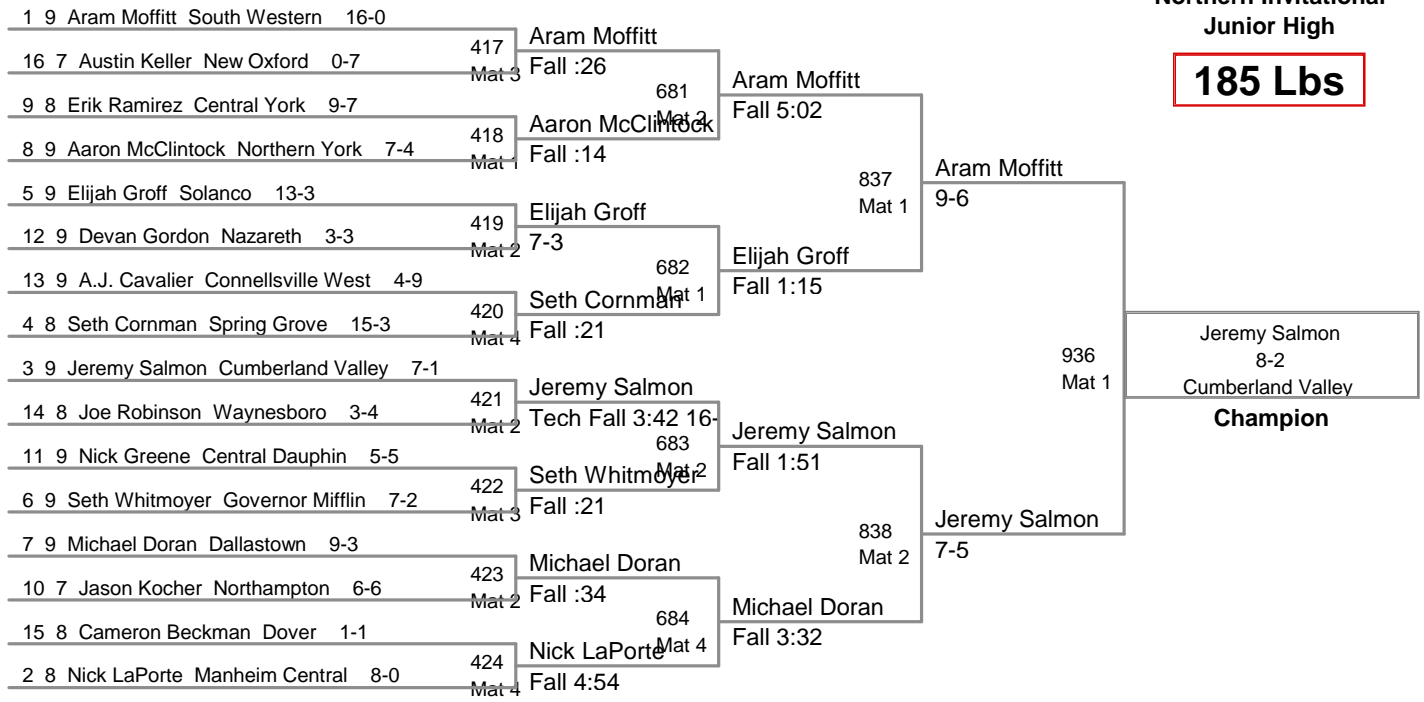 Northern Invitational
Junior High
185 Lbs
1 9 Aram Moffitt South Western 16-0
16 7 Austin Keller New Oxford 0-7
9 8 Erik Ramirez Central York 9-7
8 9 Aaron McClintock Northern York 7-4
5 9 Elijah Groff Solanco 13-3
12 9 Devan Gordon Nazareth 3-3
13 9 A.J. Cavalier Connellsville West 4-9
4 8 Seth Cornman Spring Grove 15-3
3 9 Jeremy Salmon Cumberland Valley 7-1
14 8 Joe Robinson Waynesboro 3-4
11 9 Nick Greene Central Dauphin 5-5
6 9 Seth Whitmoyer Governor Mifflin 7-2
7 9 Michael Doran Dallastown 9-3
10 7 Jason Kocher Northampton 6-6
15 8 Cameron Beckman Dover 1-1
2 8 Nick LaPorte Manheim Central 8-0
417
Mat 3
Aram Moffitt
Fall :26
418
Mat 1
Aaron McClintock
Fall :14
419
Mat 2
Elijah Groff
7-3
420
Mat 4
Seth Cornman
Fall :21
421
Mat 2
Jeremy Salmon
Tech Fall 3:42 16-
422
Mat 3
Seth Whitmoyer
Fall :21
423
Mat 2
Michael Doran
Fall :34
424
Mat 4
Nick LaPorte
Fall 4:54
681
Mat 2
Aram Moffitt
Fall 5:02
682
Mat 1
Elijah Groff
Fall 1:15
683
Mat 2
Jeremy Salmon
Fall 1:51
684
Mat 4
Michael Doran
Fall 3:32
837
Mat 1
Aram Moffitt
9-6
838
Mat 2
Jeremy Salmon
7-5
936
Mat 1
Jeremy Salmon
8-2
Cumberland Valley
Champion